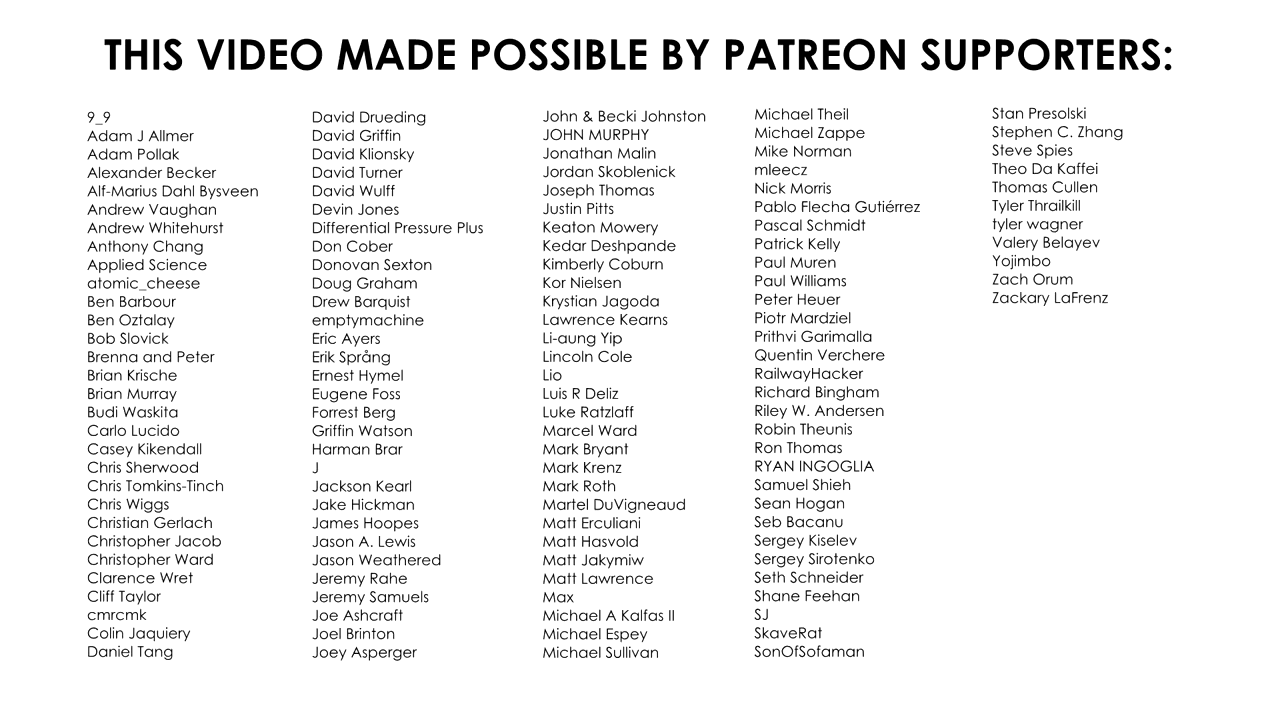 THIS VIDEO MADE POSSIBLE BY PATREON SUPPORTERS:
9_9
Adam J Allmer
Adam Pollak
Alexander Becker
Alf-Marius Dahl Bysveen
Andrew Vaughan
Andrew Whitehurst
Anthony Chang
Applied Science
atomic_cheese
Ben Barbour
Ben Oztalay
Bob Slovick
Brenna and Peter
Brian Krische
Brian Murray
Budi Waskita
Carlo Lucido
Casey Kikendall
Chris Sherwood
Chris Tomkins-Tinch
Chris Wiggs
Christian Gerlach
Christopher Jacob
Christopher Ward
Clarence Wret
Cliff Taylor
cmrcmk
Colin Jaquiery
Daniel Tang
David Drueding
David Griffin
David Klionsky
David Turner
David Wulff
Devin Jones
Differential Pressure Plus
Don Cober
Donovan Sexton
Doug Graham
Drew Barquist
emptymachine
Eric Ayers
Erik Språng
Ernest Hymel
Eugene Foss
Forrest Berg
Griffin Watson
Harman Brar
J
Jackson Kearl
Jake Hickman
James Hoopes
Jason A. Lewis
Jason Weathered
Jeremy Rahe
Jeremy Samuels
Joe Ashcraft
Joel Brinton
Joey Asperger
John & Becki Johnston
JOHN MURPHY
Jonathan Malin
Jordan Skoblenick
Joseph Thomas
Justin Pitts
Keaton Mowery
Kedar Deshpande
Kimberly Coburn
Kor Nielsen
Krystian Jagoda
Lawrence Kearns
Li-aung Yip
Lincoln Cole
Lio
Luis R Deliz
Luke Ratzlaff
Marcel Ward
Mark Bryant
Mark Krenz
Mark Roth
Martel DuVigneaud
Matt Erculiani
Matt Hasvold
Matt Jakymiw
Matt Lawrence
Max
Michael A Kalfas II
Michael Espey
Michael Sullivan
Michael Theil
Michael Zappe
Mike Norman
mleecz
Nick Morris
Pablo Flecha Gutiérrez
Pascal Schmidt
Patrick Kelly
Paul Muren
Paul Williams
Peter Heuer
Piotr Mardziel
Prithvi Garimalla
Quentin Verchere
RailwayHacker
Richard Bingham
Riley W. Andersen
Robin Theunis
Ron Thomas
RYAN INGOGLIA
Samuel Shieh
Sean Hogan
Seb Bacanu
Sergey Kiselev
Sergey Sirotenko
Seth Schneider
Shane Feehan
SJ
SkaveRat
SonOfSofaman
Stan Presolski
Stephen C. Zhang
Steve Spies
Theo Da Kaffei
Thomas Cullen
Tyler Thrailkill
tyler wagner
Valery Belayev
Yojimbo
Zach Orum
Zackary LaFrenz